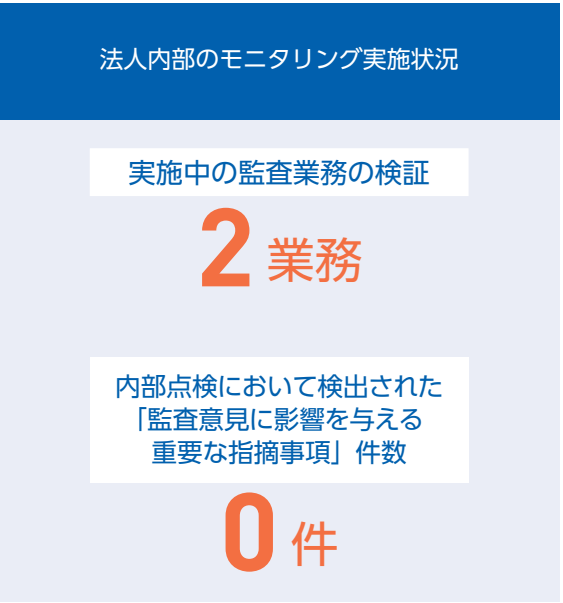 法人内部のモニタリング実施状況
実施中の監査業務の検証
2 業務
内部点検において検出された
「監査意見に影響を与える
重要な指摘事項」件数
0 件